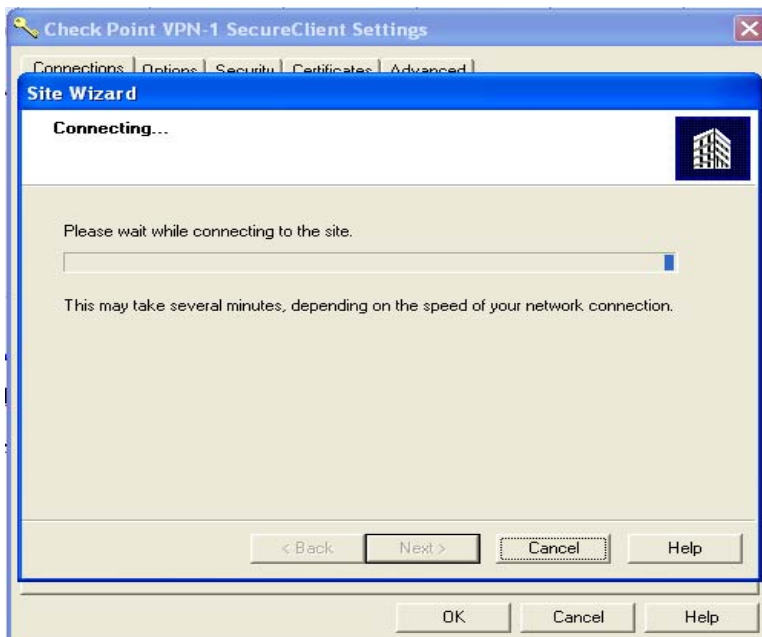 Check Point VPN-1 SecureClient Settings
Connections Options Security Certificates Advanced
Site Wizard
Connecting...
Please wait while connecting to the site.
This may take several minutes, depending on the speed of your network connection.
< Back Next > Cancel Help
OK Cancel Help